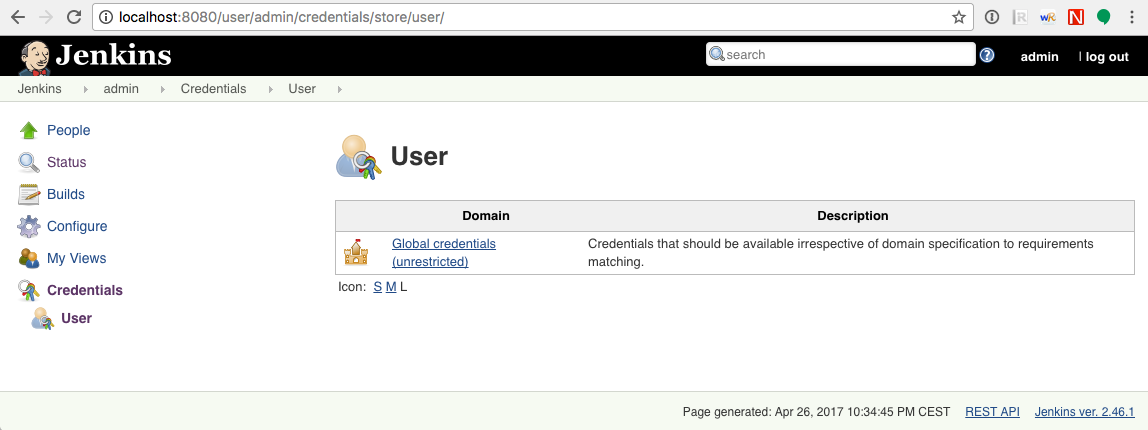 localhost:8080/user/admin/credentials/store/user/
Jenkins
search
admin
| log out
Jenkins admin Credentials User
People
Status
Builds
Configure
My Views
Credentials
User
User
Domain Description
Global credentials (unrestricted)
Credentials that should be available irrespective of domain specification to requirements
matching.
Icon: S M L
Page generated: Apr 26, 2017 10:34:45 PM CEST REST API Jenkins ver. 2.46.1